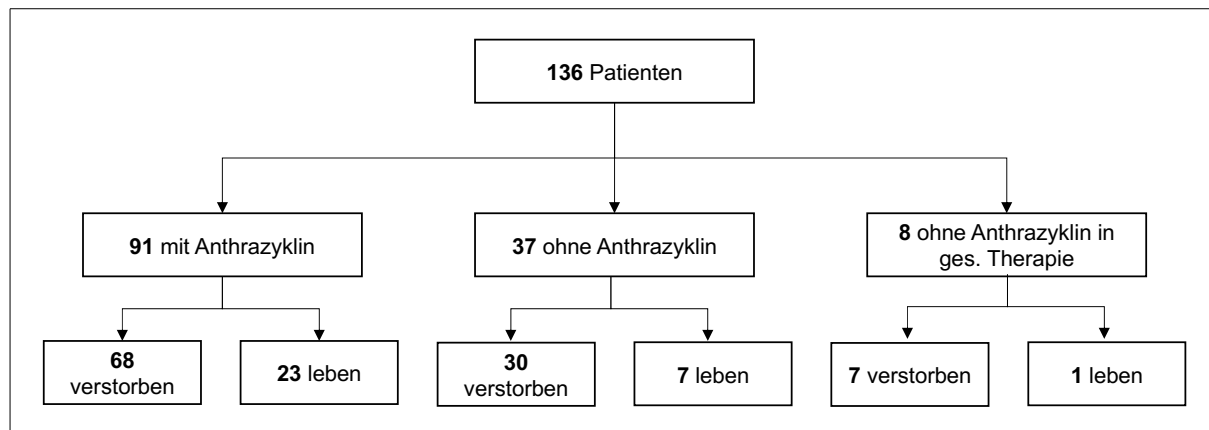 136 Patienten
91 mit Anthrazyklin
37 ohne Anthrazyklin
8 ohne Anthrazyklin in
ges. Therapie
68
verstorben
23 leben
30
verstorben
7 leben
7 verstorben
1 leben